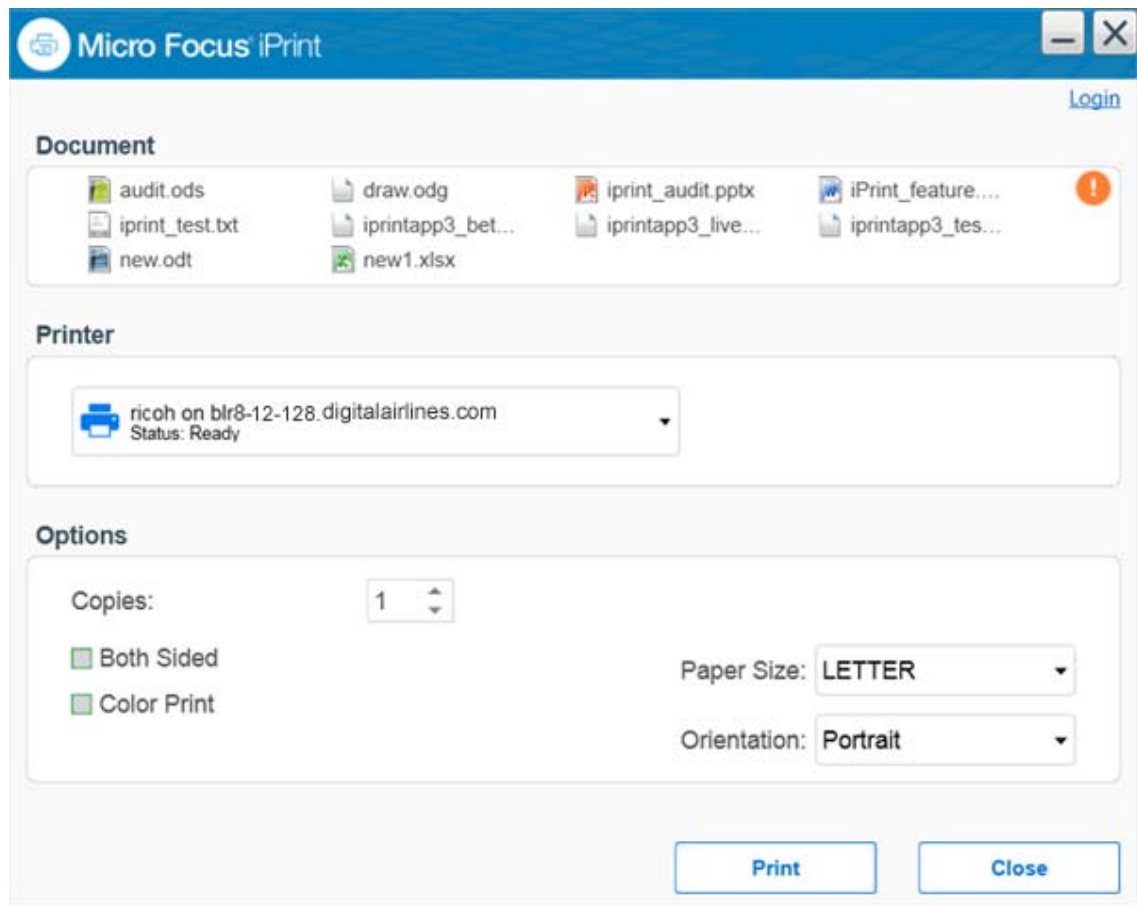 Micro Focus iPrint
Login
Document
audit.ods draw.odg iprint_audit.pptx iPrint_feature....
iprint_test.txt iprintapp3_bet... iprintapp3_live... iprintapp3_tes...
new.odt new1.xlsx
Printer
ricoh on blr8-12-128.digitalairlines.com
Status: Ready
Options
Copies: 1
Both Sided
Paper Size: LETTER
Color Print
Orientation: Portrait
Print Close